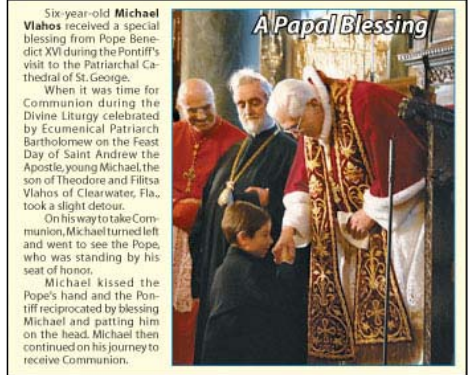 Six-year-old Michael
Vlahos received a special
blessing from Pope Bene-
dict XVI during the Pontiff's
visit to the Patriarchal Ca-
thedral of St. George.
When it was time for
Communion during the
Divine Liturgy celebrated
by Ecumenical Patriarch
Bartholomew on the Feast
Day of Saint Andrew the
Apostle, young Michael, the
son of Theodore and Filitsa
Vlahos of Clearwater, Fla.,
took a slight detour.
On his way to take Com-
munion, Michael turned left
and went to see the Pope,
who was standing by his
seat of honor.
Michael kissed the
Pope's hand and the Pon-
tiff reciprocated by blessing
Michael and patting him
on the head. Michael then
continued on his journey to
receive Communion.
A Papal Blessing